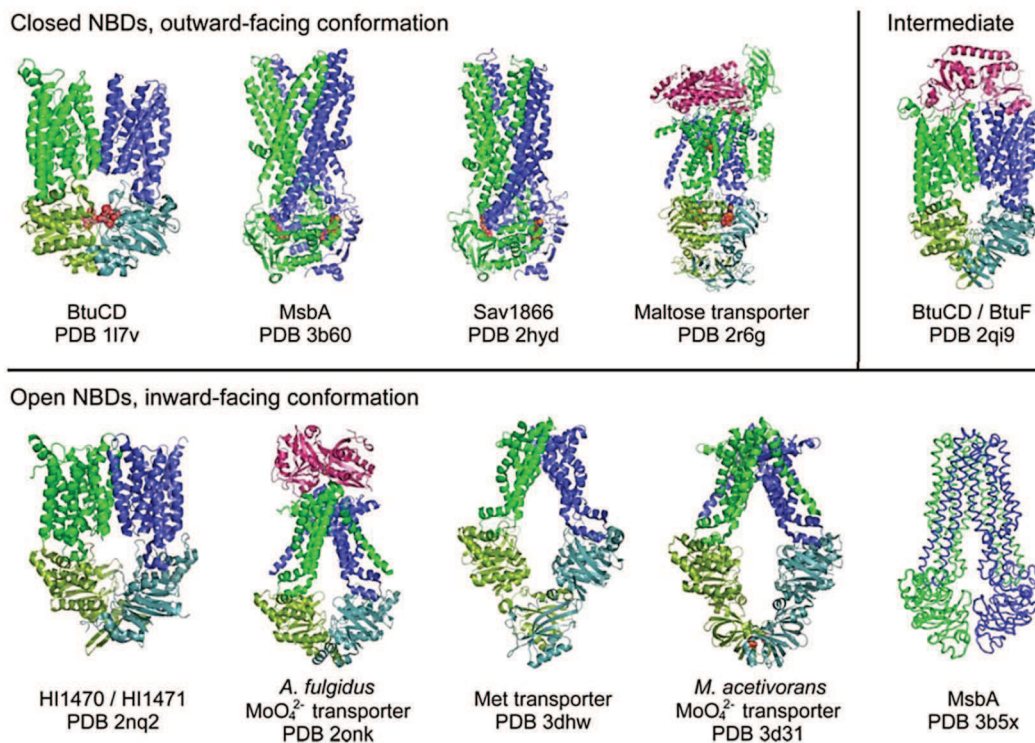 Closed NBDs, outward-facing conformation
Intermediate
BtuCD
PDB 1l7v
MsbA
PDB 3b60
Sav1866
PDB 2hyd
Maltose transporter
PDB 2r6g
BtuCD / BtuF
PDB 2qi9
Open NBDs, inward-facing conformation
HI1470 / HI1471
PDB 2nq2
A. fulgidus
MoO₄²⁻ transporter
PDB 2onk
Met transporter
PDB 3dhw
M. acetivorans
MoO₄²⁻ transporter
PDB 3d31
MsbA
PDB 3b5x